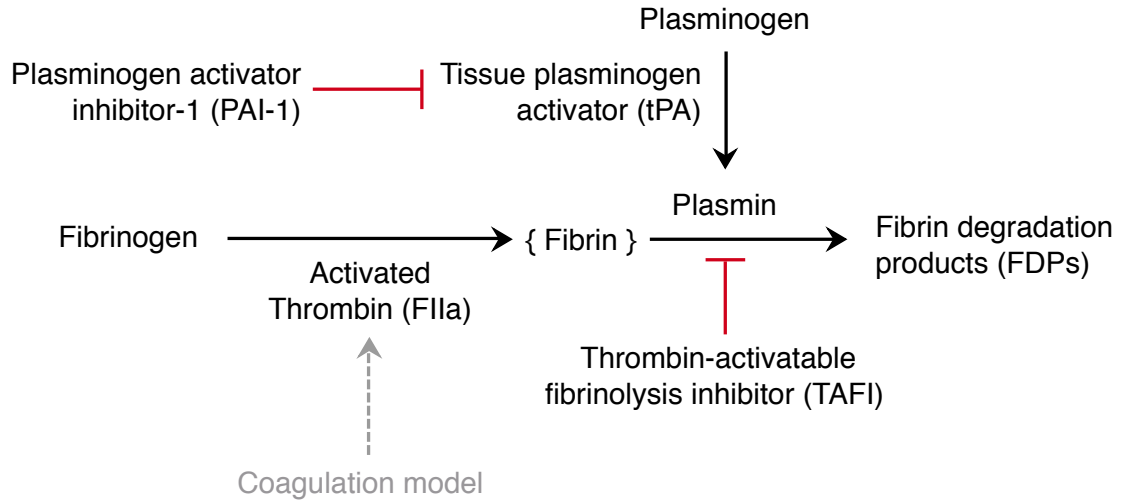 Plasminogen
Plasminogen activator
inhibitor-1 (PAI-1)
Tissue plasminogen
activator (tPA)
Plasmin
Fibrinogen
{ Fibrin }
Fibrin degradation
products (FDPs)
Activated
Thrombin (FIIa)
Thrombin-activatable
fibrinolysis inhibitor (TAFI)
Coagulation model